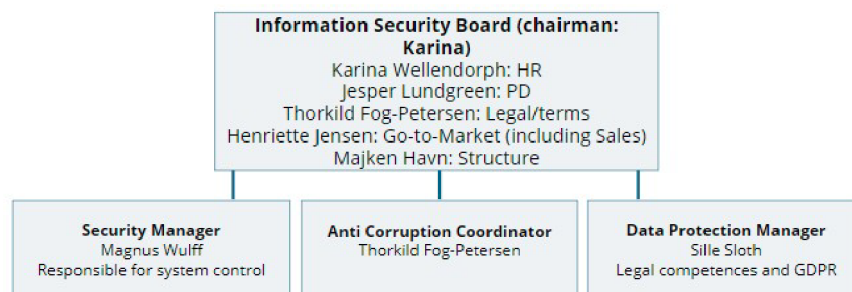 Information Security Board (chairman:
Karina)
Karina Wellendorph: HR
Jesper Lundgreen: PD
Thorkild Fog-Petersen: Legal/terms
Henriette Jensen: Go-to-Market (including Sales)
Majken Havn: Structure
Security Manager
Magnus Wulff
Responsible for system control
Anti Corruption Coordinator
Thorkild Fog-Petersen
Data Protection Manager
Sille Sloth
Legal competences and GDPR